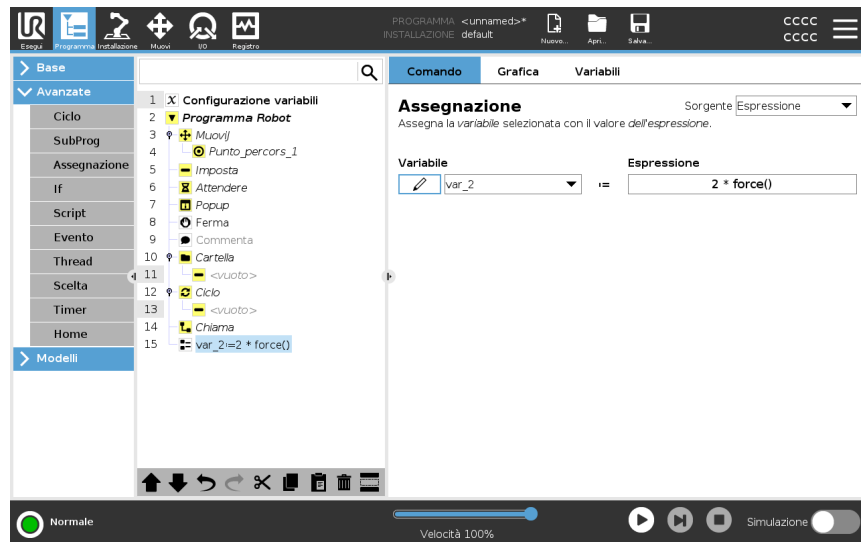 UR
PROGRAMMA <unnamed>*
INSTALLAZIONE default
cccc
cccc
Esegui Programma Installazione Muovi I/O Registro Nuovo... Apri... Salva...
Base
Avanzate
Ciclo
SubProg
Assegnazione
If
Script
Evento
Thread
Scelta
Timer
Home
Modelli
1 X Configurazione variabili
2 Programma Robot
3 MuoviJ
4 Punto_percors_1
5 Imposta
6 Attendere
7 Popup
8 Ferma
9 Commenta
10 Cartella
11 <vuoto>
12 Ciclo
13 <vuoto>
14 Chiama
15 var_2:=2 * force()
Comando Grafica Variabili
Assegnazione Sorgente Espressione
Assegna la variabile selezionata con il valore dell'espressione.
Variabile Espressione
var_2 := 2 * force()
Normale
Velocità 100%
Simulazione